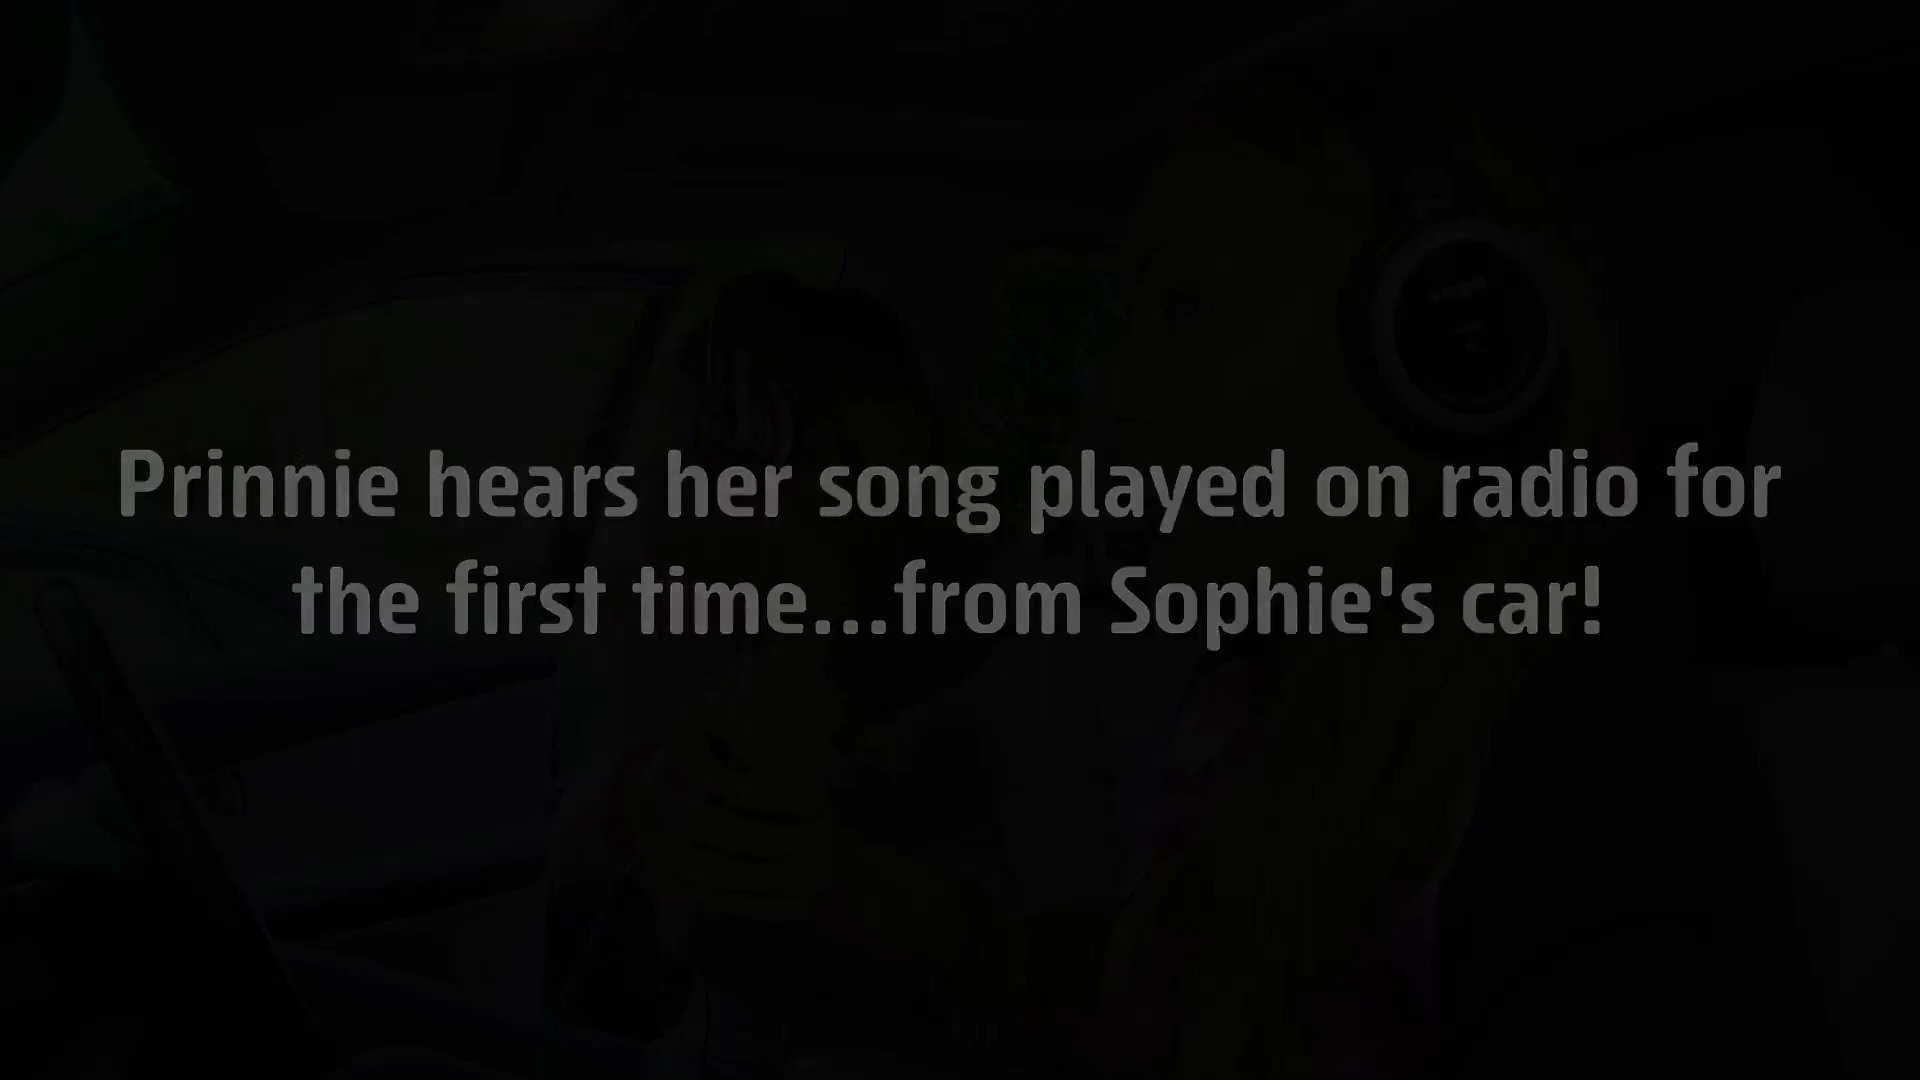 Prinnie hears her song played on radio for
the first time...from Sophie's car!